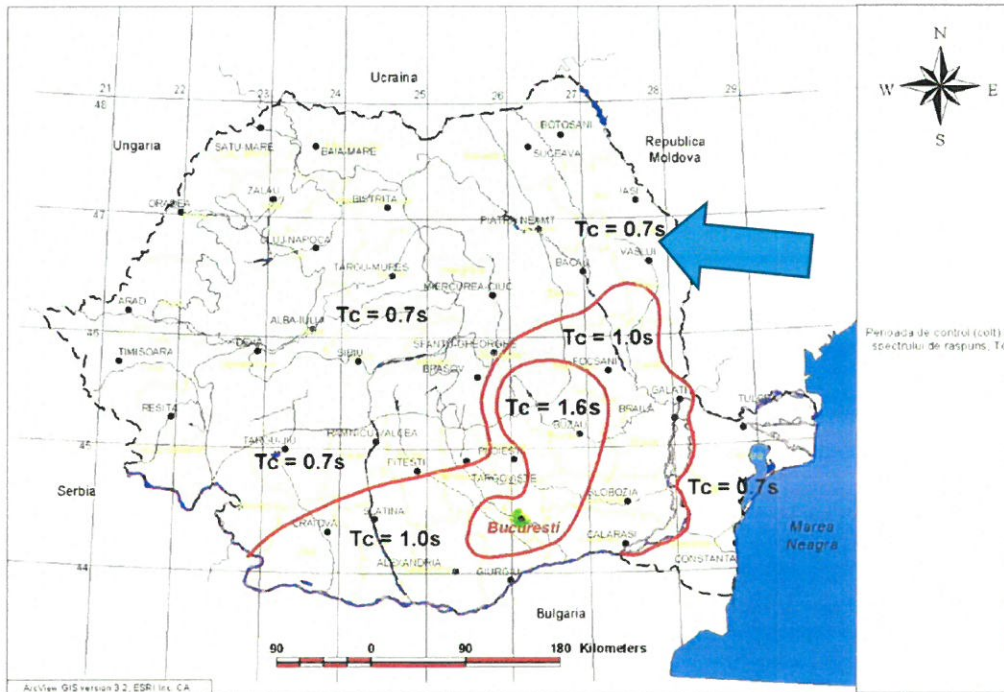 N
W E
S
Ucraina
21 22 23 24 25 26 27 28 29
48
Ungaria
Republica
Moldova
BOTOSANI
SATU-MARE
BAIA-MARE
SUCEAVA
ZALAU
BISTRITA
IASI
ORADEA
47
PIATRA NEAMT
Tc = 0.7s
CLUJ-NAPOCA
VASLUI
TARGU-MURES
BACAU
MIERCUREA-CIUC
ARAD
ALBA-IULIA
Tc = 0.7s
46
Tc = 1.0s
Perioada de control (colt) a
spectrului de raspuns, Tc
TIMISOARA
DEVA
SIBIU
SFANTU-GHEORGHE
FOCSANI
BRASOV
GALATI
RESITA
Tc = 1.6s
BRAILA
TULCEA
BUZAU
RAMNICU-VALCEA
TARGU-JIU
45
Tc = 0.7s
PITESTI
PLOIESTI
TARGOVISTE
Serbia
SLOBOZIA
Tc = 0.7s
SLATINA
Bucuresti
CRAIOVA
Tc = 1.0s
CALARASI
Marea
Neagra
CONSTANTA
ALEXANDRIA
44
GIURGIU
Bulgaria
90 0 90 180 Kilometers
ArcView GIS version 3.2, ESRI Inc. CA